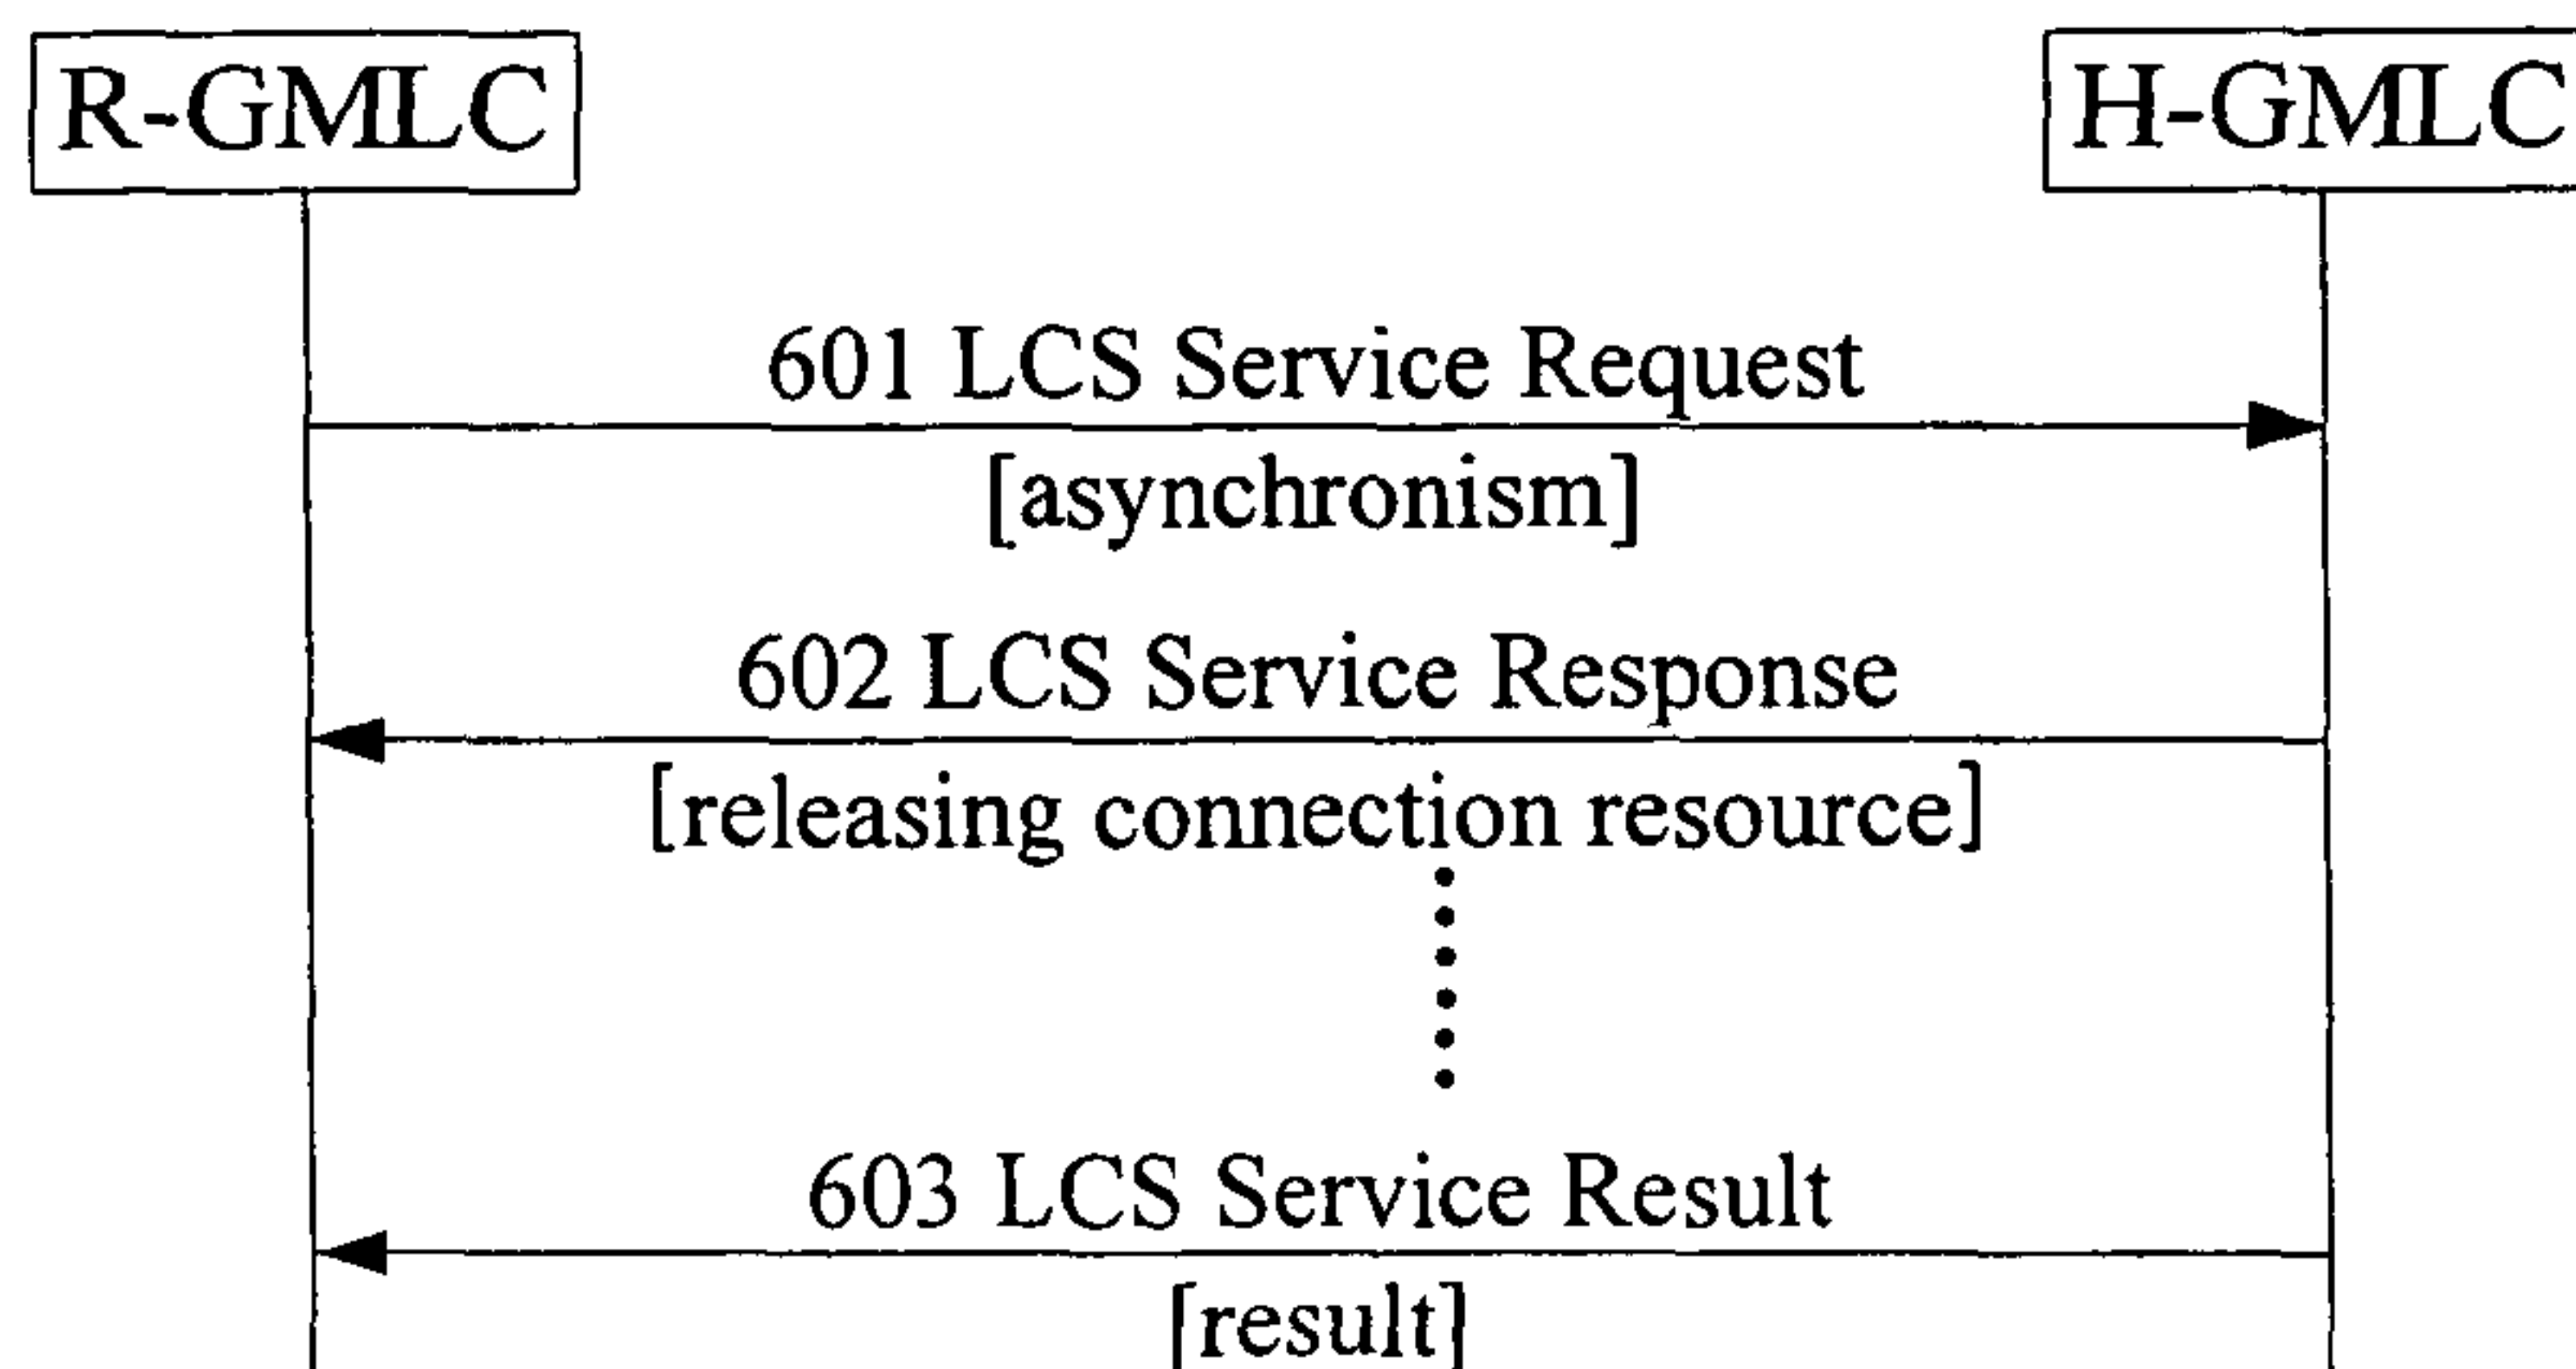 R-GMLC
H-GMLC
601 LCS Service Request
[asynchronism]
602 LCS Service Response
[releasing connection resource]
603 LCS Service Result
[result]